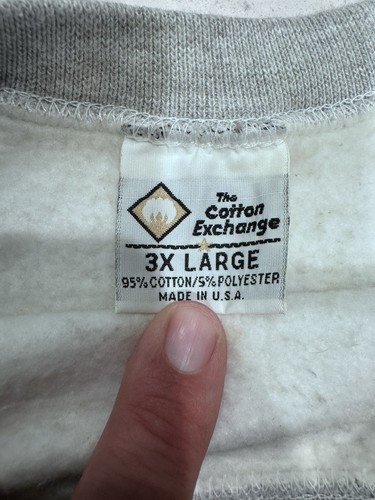 The
Cotton
Exchange
3X LARGE
95% COTTON/5% POLYESTER
MADE IN U.S.A.